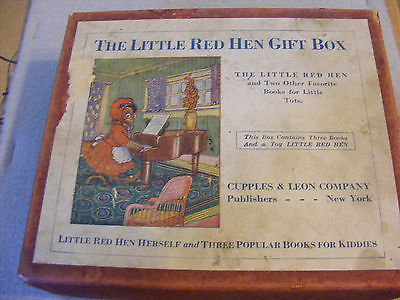 THE LITTLE RED HEN GIFT BOX
THE LITTLE RED HEN
and Two Other Favorite
Books for Little
Tots.
This Box Contains Three Books
And a Toy LITTLE RED HEN
CUPPLES & LEON COMPANY
Publishers - - - New York
LITTLE RED HEN HERSELF and THREE POPULAR BOOKS FOR KIDDIES